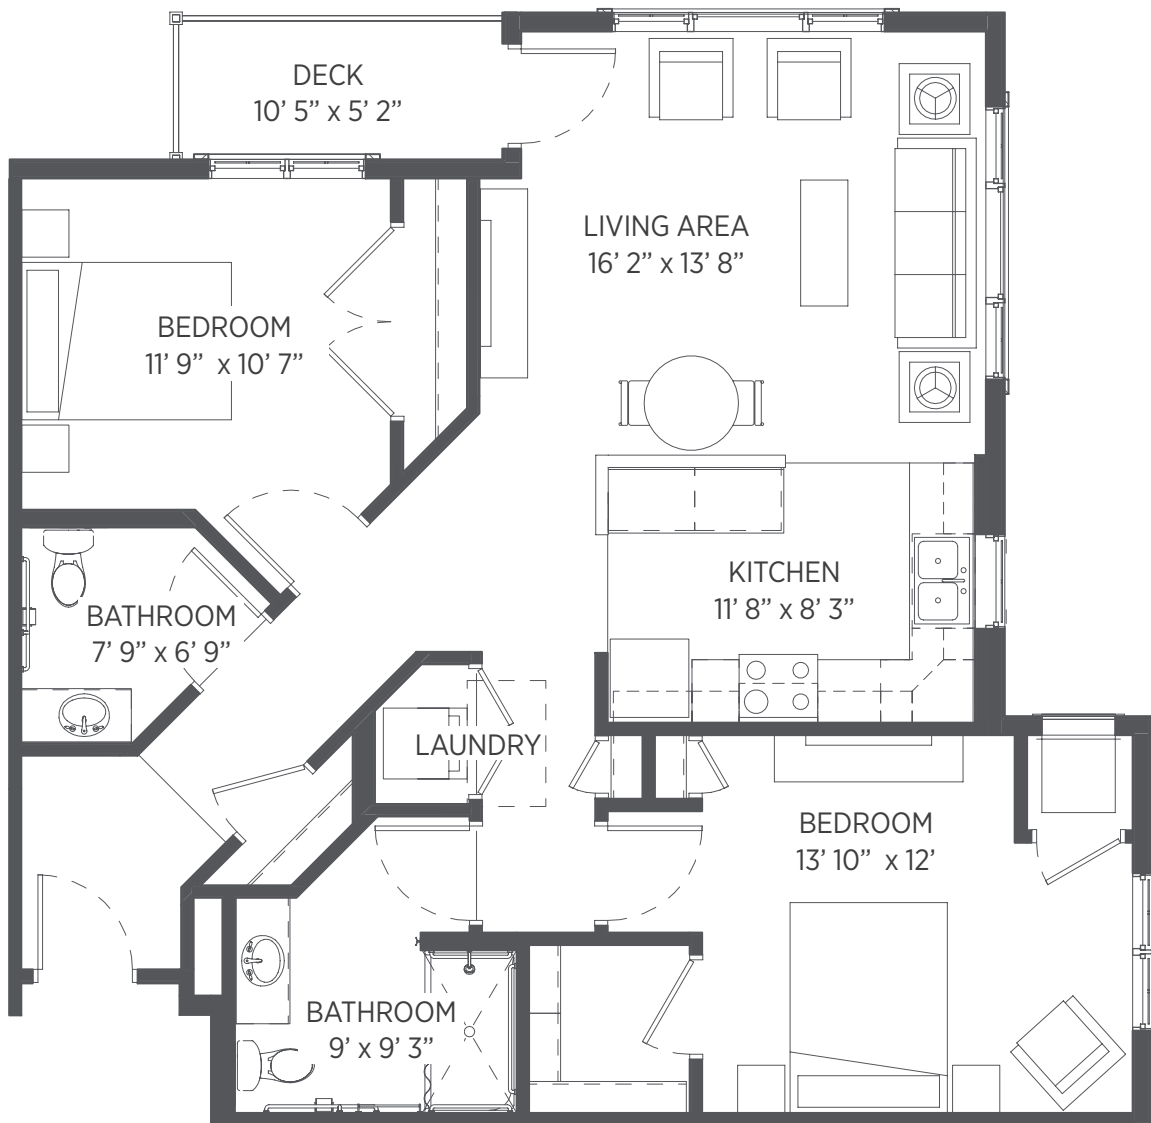 DECK
10’ 5” x 5’ 2”
LIVING AREA
16’ 2” x 13’ 8”
BEDROOM
11’ 9” x 10’ 7”
KITCHEN
11’ 8” x 8’ 3”
BATHROOM
7’ 9” x 6’ 9”
LAUNDRY
BEDROOM
13’ 10” x 12’
BATHROOM
9’ x 9’ 3”